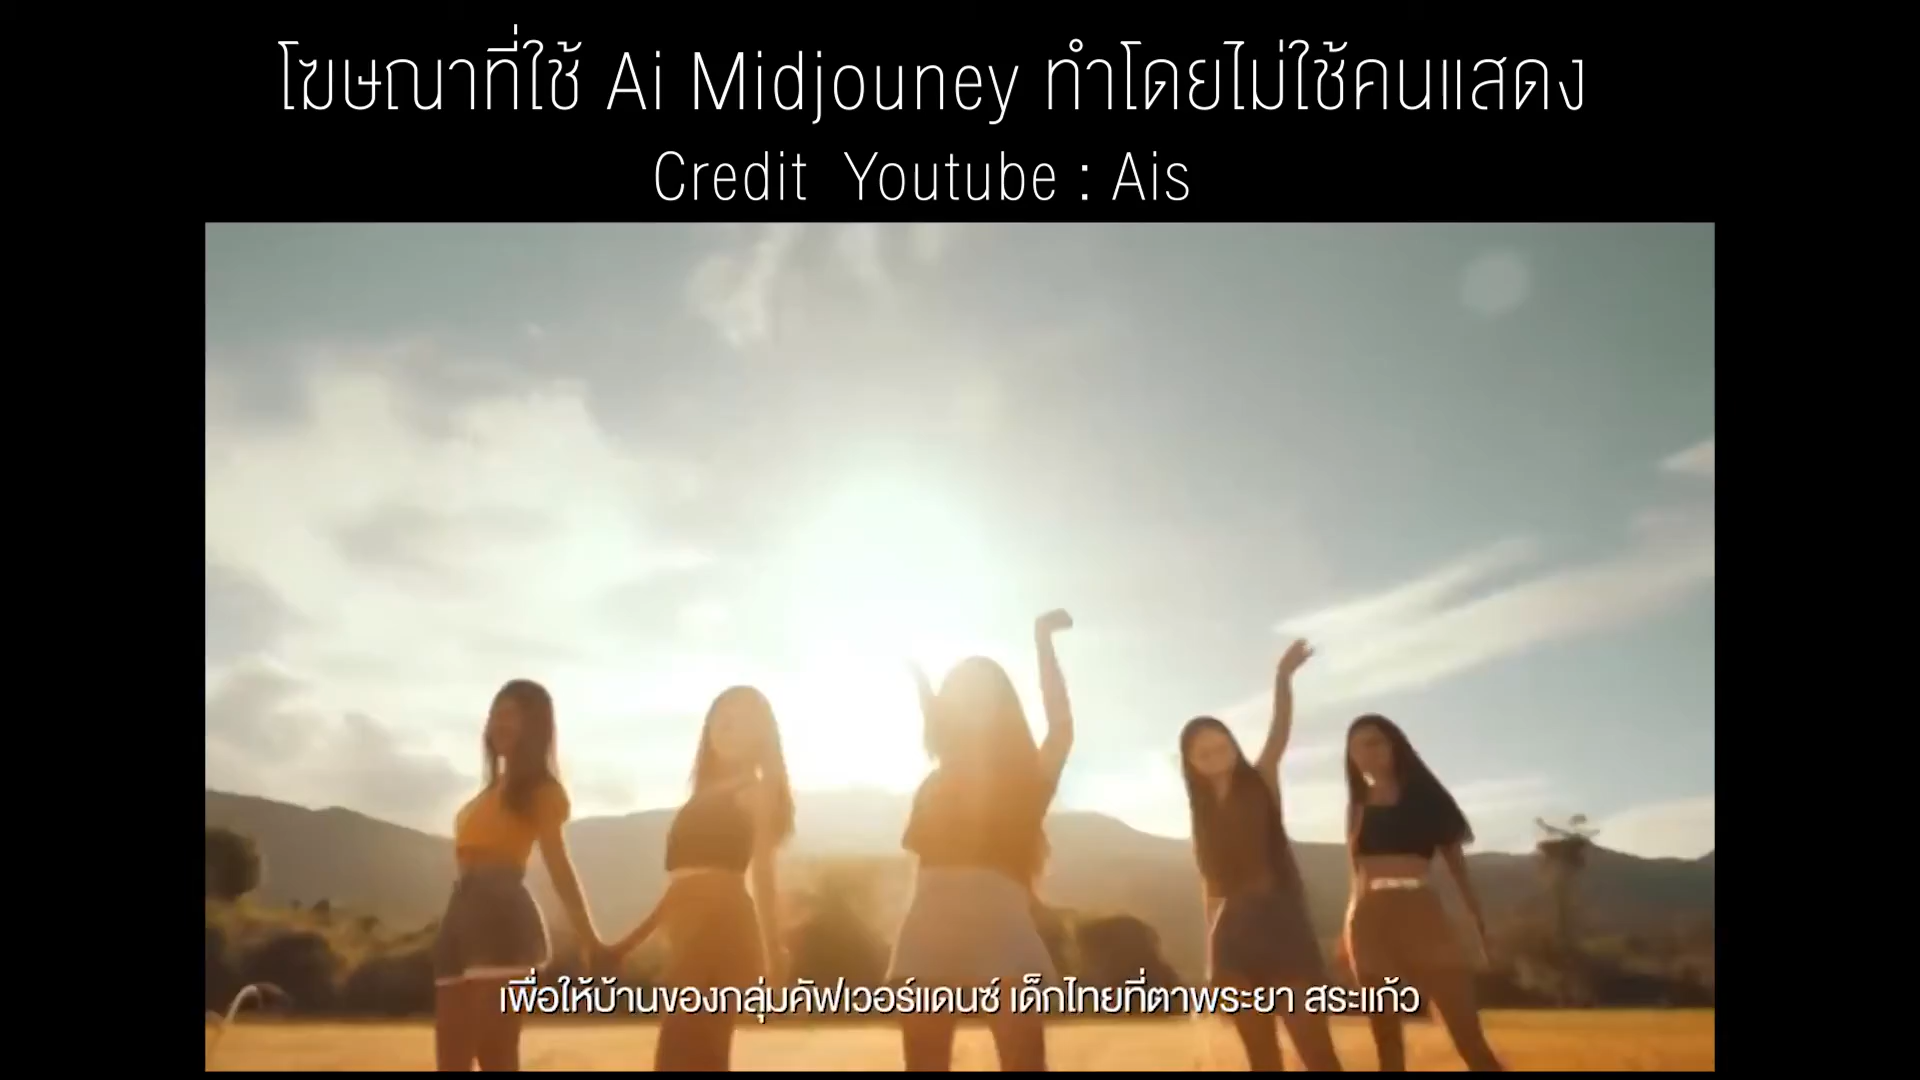 โฆษณาที่ใช้ Ai Midjouney ทำโดยไม่ใช้คนแสดง
Credit Youtube : Ais
เพื่อให้บ้านของกลุ่มคัฟเวอร์แดนซ์ เด็กไทยที่ตาพระยา สระแก้ว